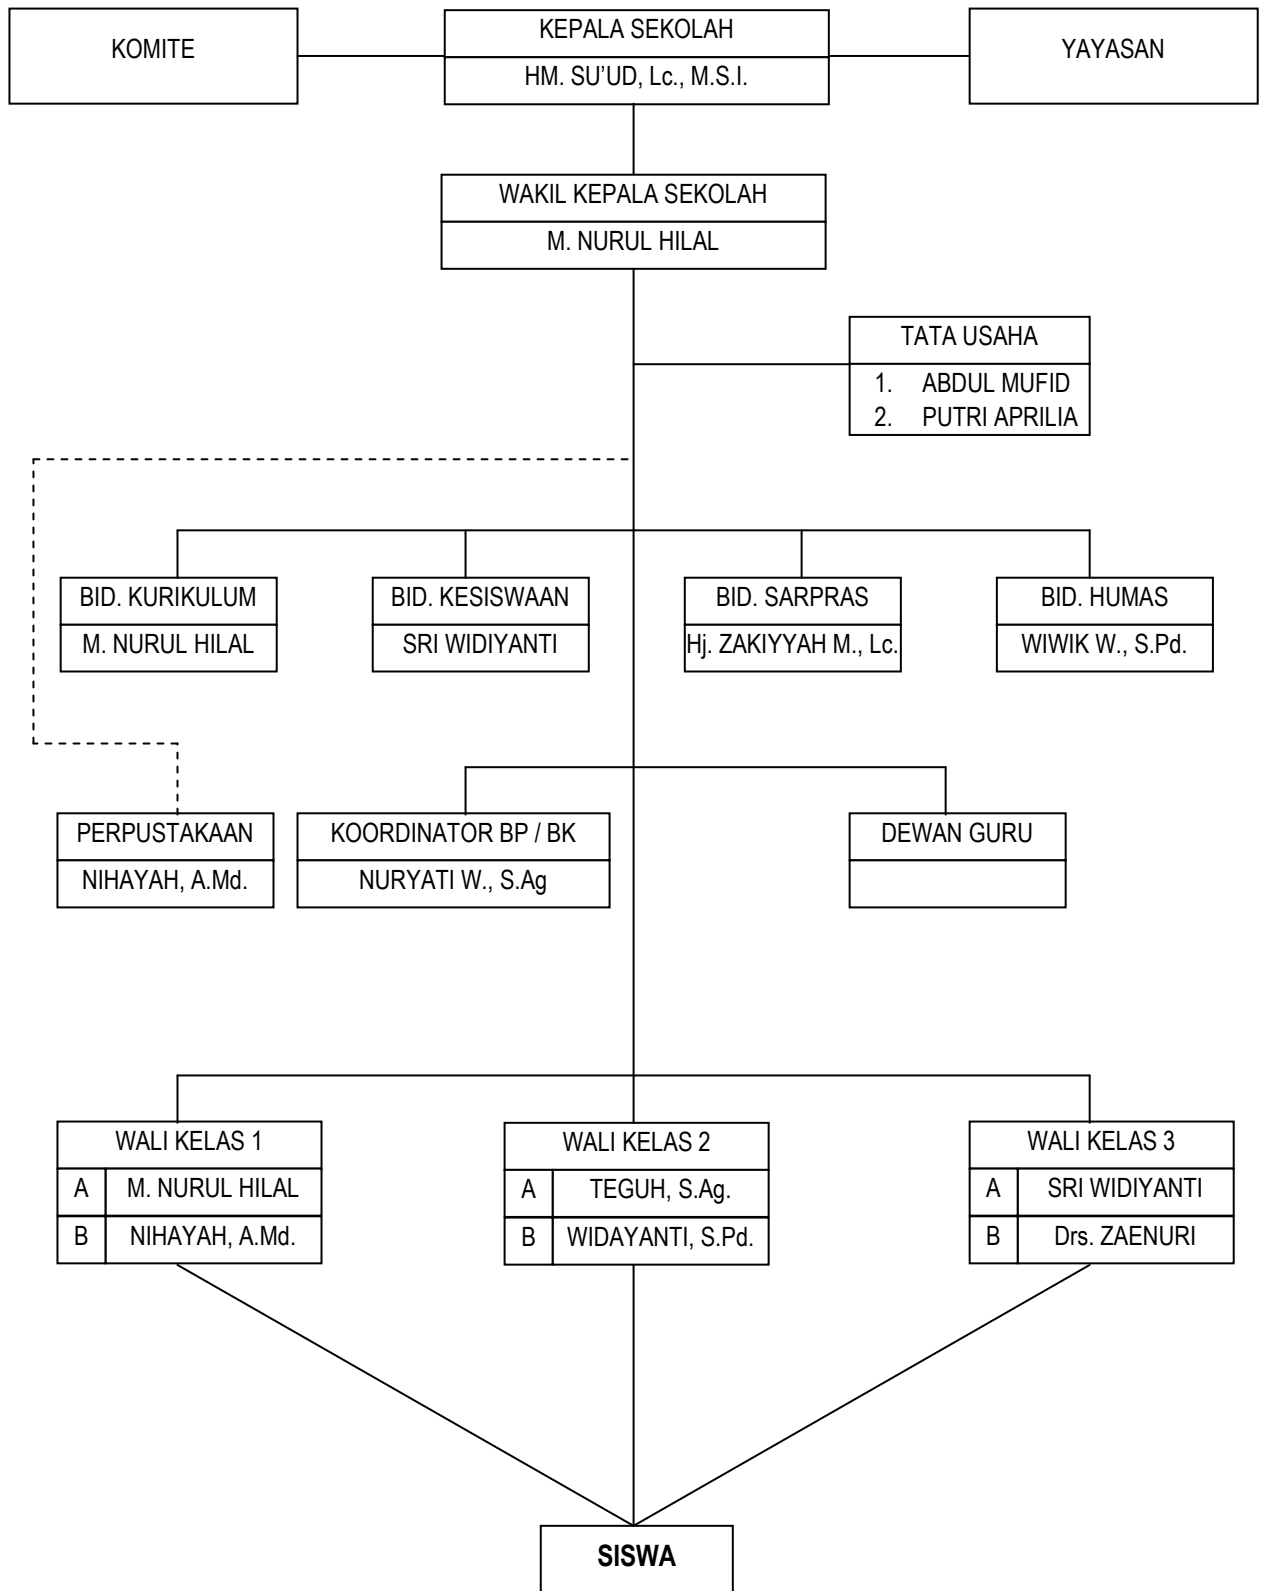 KOMITE
KEPALA SEKOLAH
HM. SU’UD, Lc., M.S.I.
YAYASAN
WAKIL KEPALA SEKOLAH
M. NURUL HILAL
TATA USAHA
1. ABDUL MUFID
2. PUTRI APRILIA
BID. KURIKULUM
M. NURUL HILAL
BID. KESISWAAN
SRI WIDIYANTI
BID. SARPRAS
Hj. ZAKIYYAH M., Lc.
BID. HUMAS
WIWIK W., S.Pd.
PERPUSTAKAAN
NIHAYAH, A.Md.
KOORDINATOR BP / BK
NURYATI W., S.Ag
DEWAN GURU
WALI KELAS 1
A M. NURUL HILAL
B NIHAYAH, A.Md.
WALI KELAS 2
A TEGUH, S.Ag.
B WIDAYANTI, S.Pd.
WALI KELAS 3
A SRI WIDIYANTI
B Drs. ZAENURI
SISWA